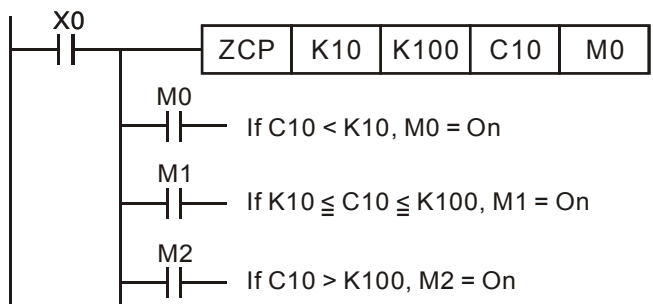 X0
ZCP K10 K100 C10 M0
M0
If C10 < K10, M0 = On
M1
If K10 ≦ C10 ≦ K100, M1 = On
M2
If C10 > K100, M2 = On